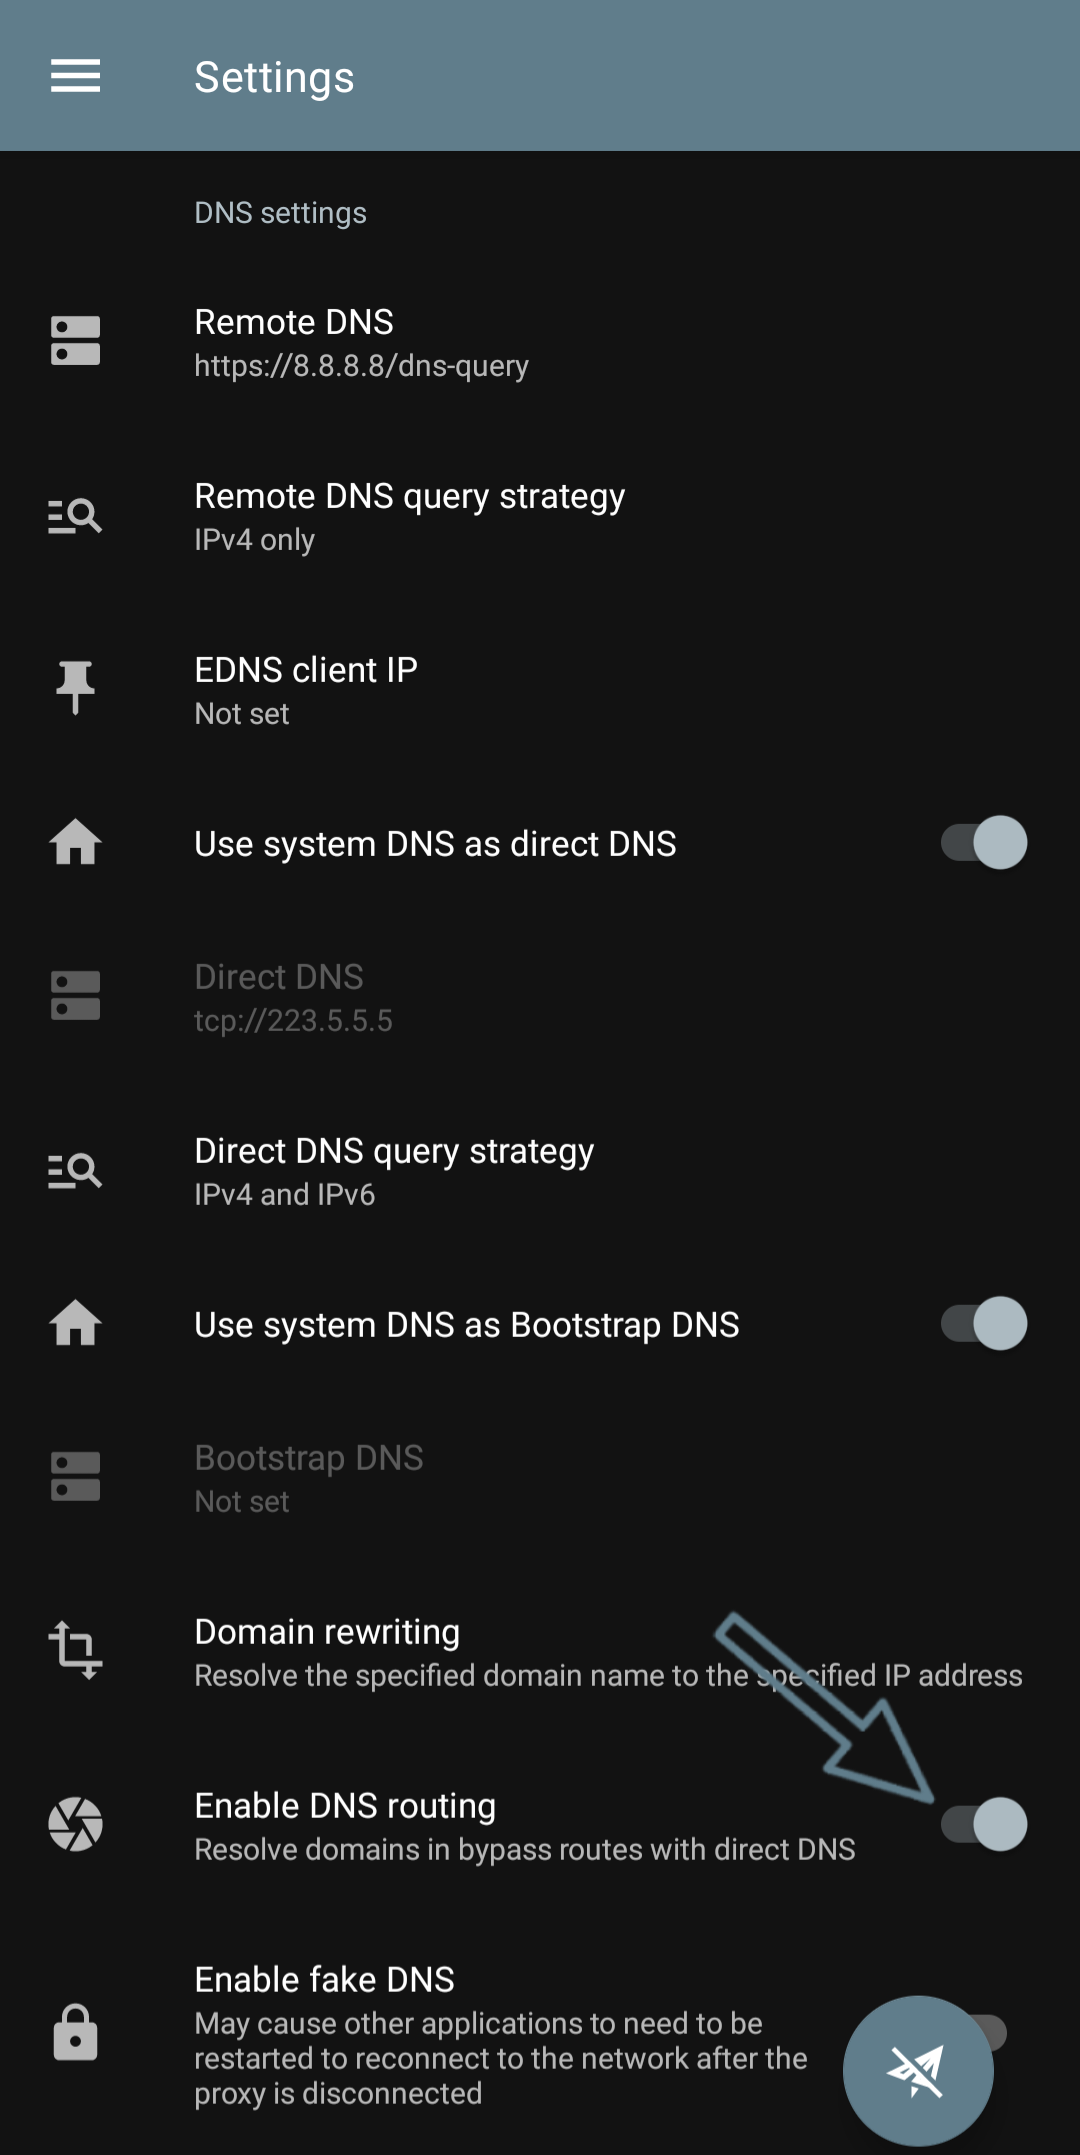 Settings
DNS settings
Remote DNS
https://8.8.8.8/dns-query
Remote DNS query strategy
IPv4 only
EDNS client IP
Not set
Use system DNS as direct DNS
Direct DNS
tcp://223.5.5.5
Direct DNS query strategy
IPv4 and IPv6
Use system DNS as Bootstrap DNS
Bootstrap DNS
Not set
Domain rewriting
Resolve the specified domain name to the specified IP address
Enable DNS routing
Resolve domains in bypass routes with direct DNS
Enable fake DNS
May cause other applications to need to be
restarted to reconnect to the network after the
proxy is disconnected